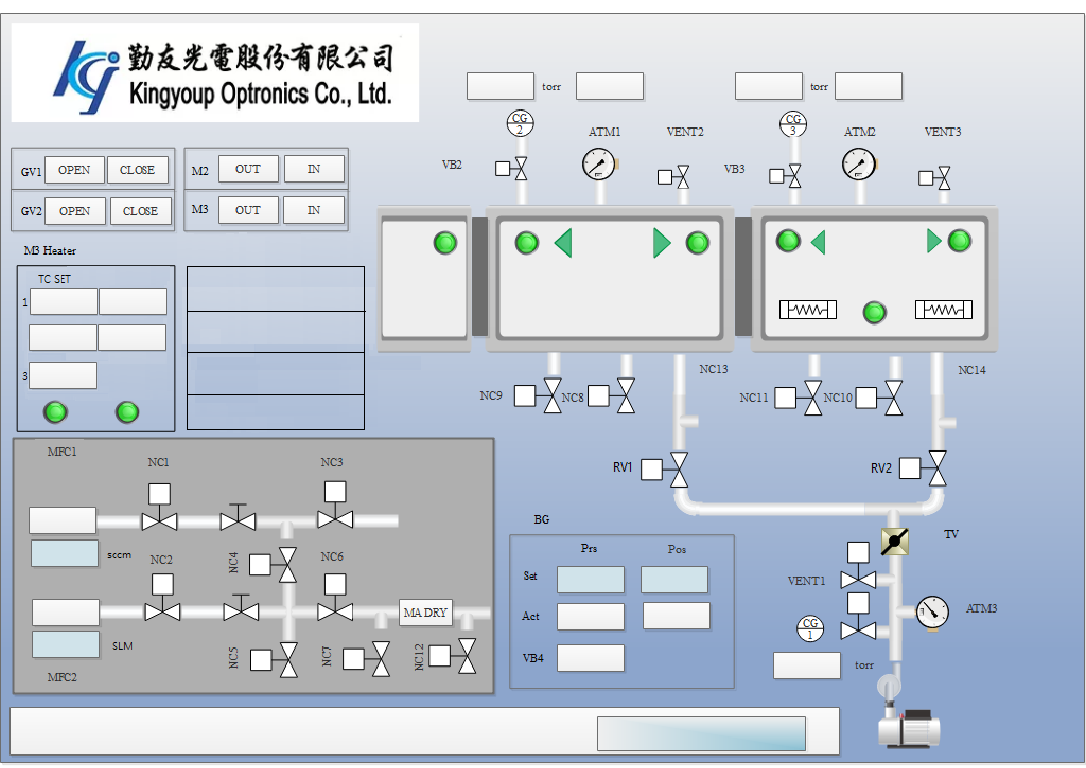 勤友光電股份有限公司
Kingyoup Optronics Co., Ltd.
torr
torr
CG 2
ATM1
VENT2
CG 3
ATM2
VENT3
VB2
VB3
GV1 OPEN CLOSE
M2 OUT IN
GV2 OPEN CLOSE
M3 OUT IN
M3 Heater
TC SET
1
3
NC13
NC14
NC9
NC8
NC11
NC10
MFC1
NC1
NC3
RV1
RV2
BG
TV
sccm
NC2
NC4
NC6
Prs
Pos
Set
VENT1
MA DRY
Act
CG 1
ATM3
SLM
NC5
NC7
NC12
VB4
torr
MFC2